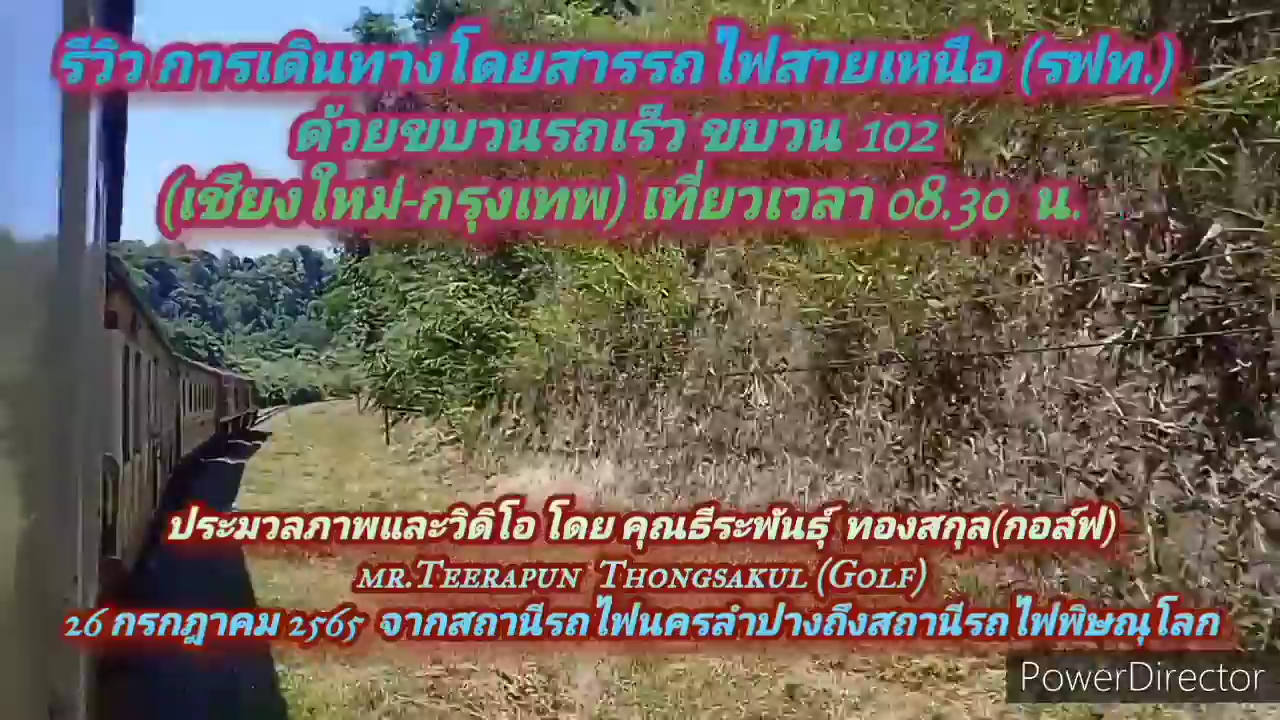 รีวิว การเดินทางโดยสารรถไฟสายเหนือ (รฟท.)
ด้วยขบวนรถเร็ว ขบวน 102
(เชียงใหม่-กรุงเทพ) เที่ยวเวลา 08.30 น.
ประมวลภาพและวิดิโอ โดย คุณธีระพันธุ์ ทองสกุล(กอล์ฟ)
MR.TEERAPUN THONGSAKUL (GOLF)
26 กรกฎาคม 2565 จากสถานีรถไฟนครลำปางถึงสถานีรถไฟพิษณุโลก
PowerDirector